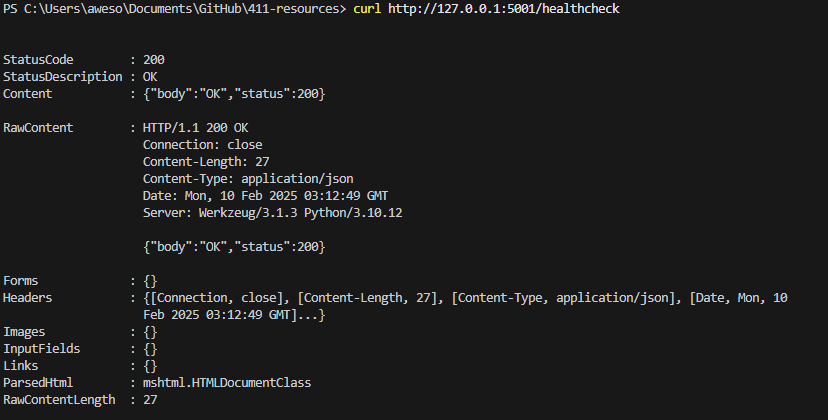 PS C:\Users\aweso\Documents\GitHub\411-resources> curl http://127.0.0.1:5001/healthcheck
StatusCode        : 200
StatusDescription : OK
Content           : {"body":"OK","status":200}
RawContent        : HTTP/1.1 200 OK
                    Connection: close
                    Content-Length: 27
                    Content-Type: application/json
                    Date: Mon, 10 Feb 2025 03:12:49 GMT
                    Server: Werkzeug/3.1.3 Python/3.10.12
                    {"body":"OK","status":200}
Forms             : {}
Headers           : {[Connection, close], [Content-Length, 27], [Content-Type, application/json], [Date, Mon, 10
                    Feb 2025 03:12:49 GMT]...}
Images            : {}
InputFields       : {}
Links             : {}
ParsedHtml        : mshtml.HTMLDocumentClass
RawContentLength  : 27